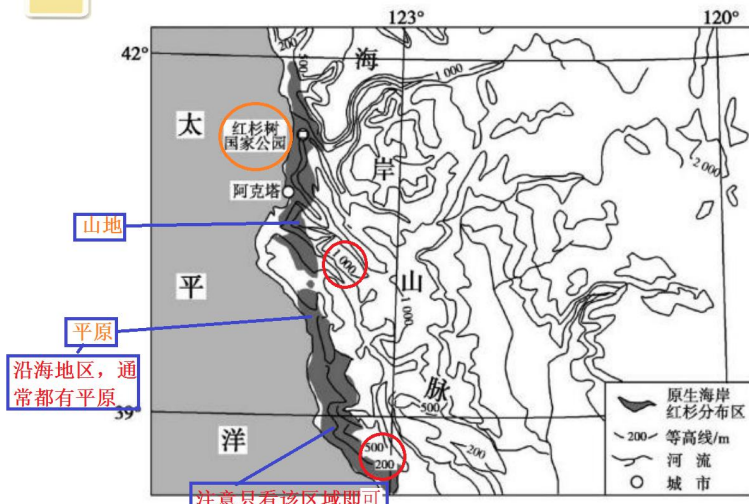 123°
120°
42°
200
500
海
1 000
太
红杉树
国家公园
岸
2 000
阿克塔
山地
1 000
平
山
1 000
平原
沿海地区，通
常都有平原
脉
39°
500
洋
500
200
200
原生海岸
红杉分布区
-200- 等高线/m
河流
城市
注意只看该区域即可